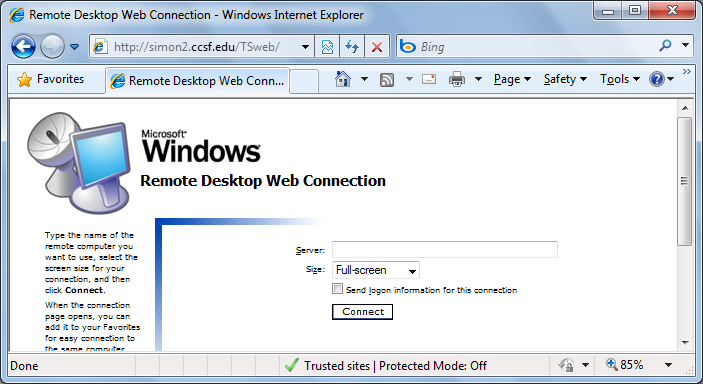 Remote Desktop Web Connection - Windows Internet Explorer
http://simon2.ccsf.edu/TSweb/
Bing
Favorites
Remote Desktop Web Conn...
Page
Safety
Tools
Microsoft®
Windows
Remote Desktop Web Connection
Type the name of the
remote computer you
want to use, select the
screen size for your
connection, and then
click Connect.
When the connection
page opens, you can
add it to your Favorites
for easy connection to
the same computer
Server:
Size: Full-screen
Send logon information for this connection
Connect
Done
Trusted sites | Protected Mode: Off
85%